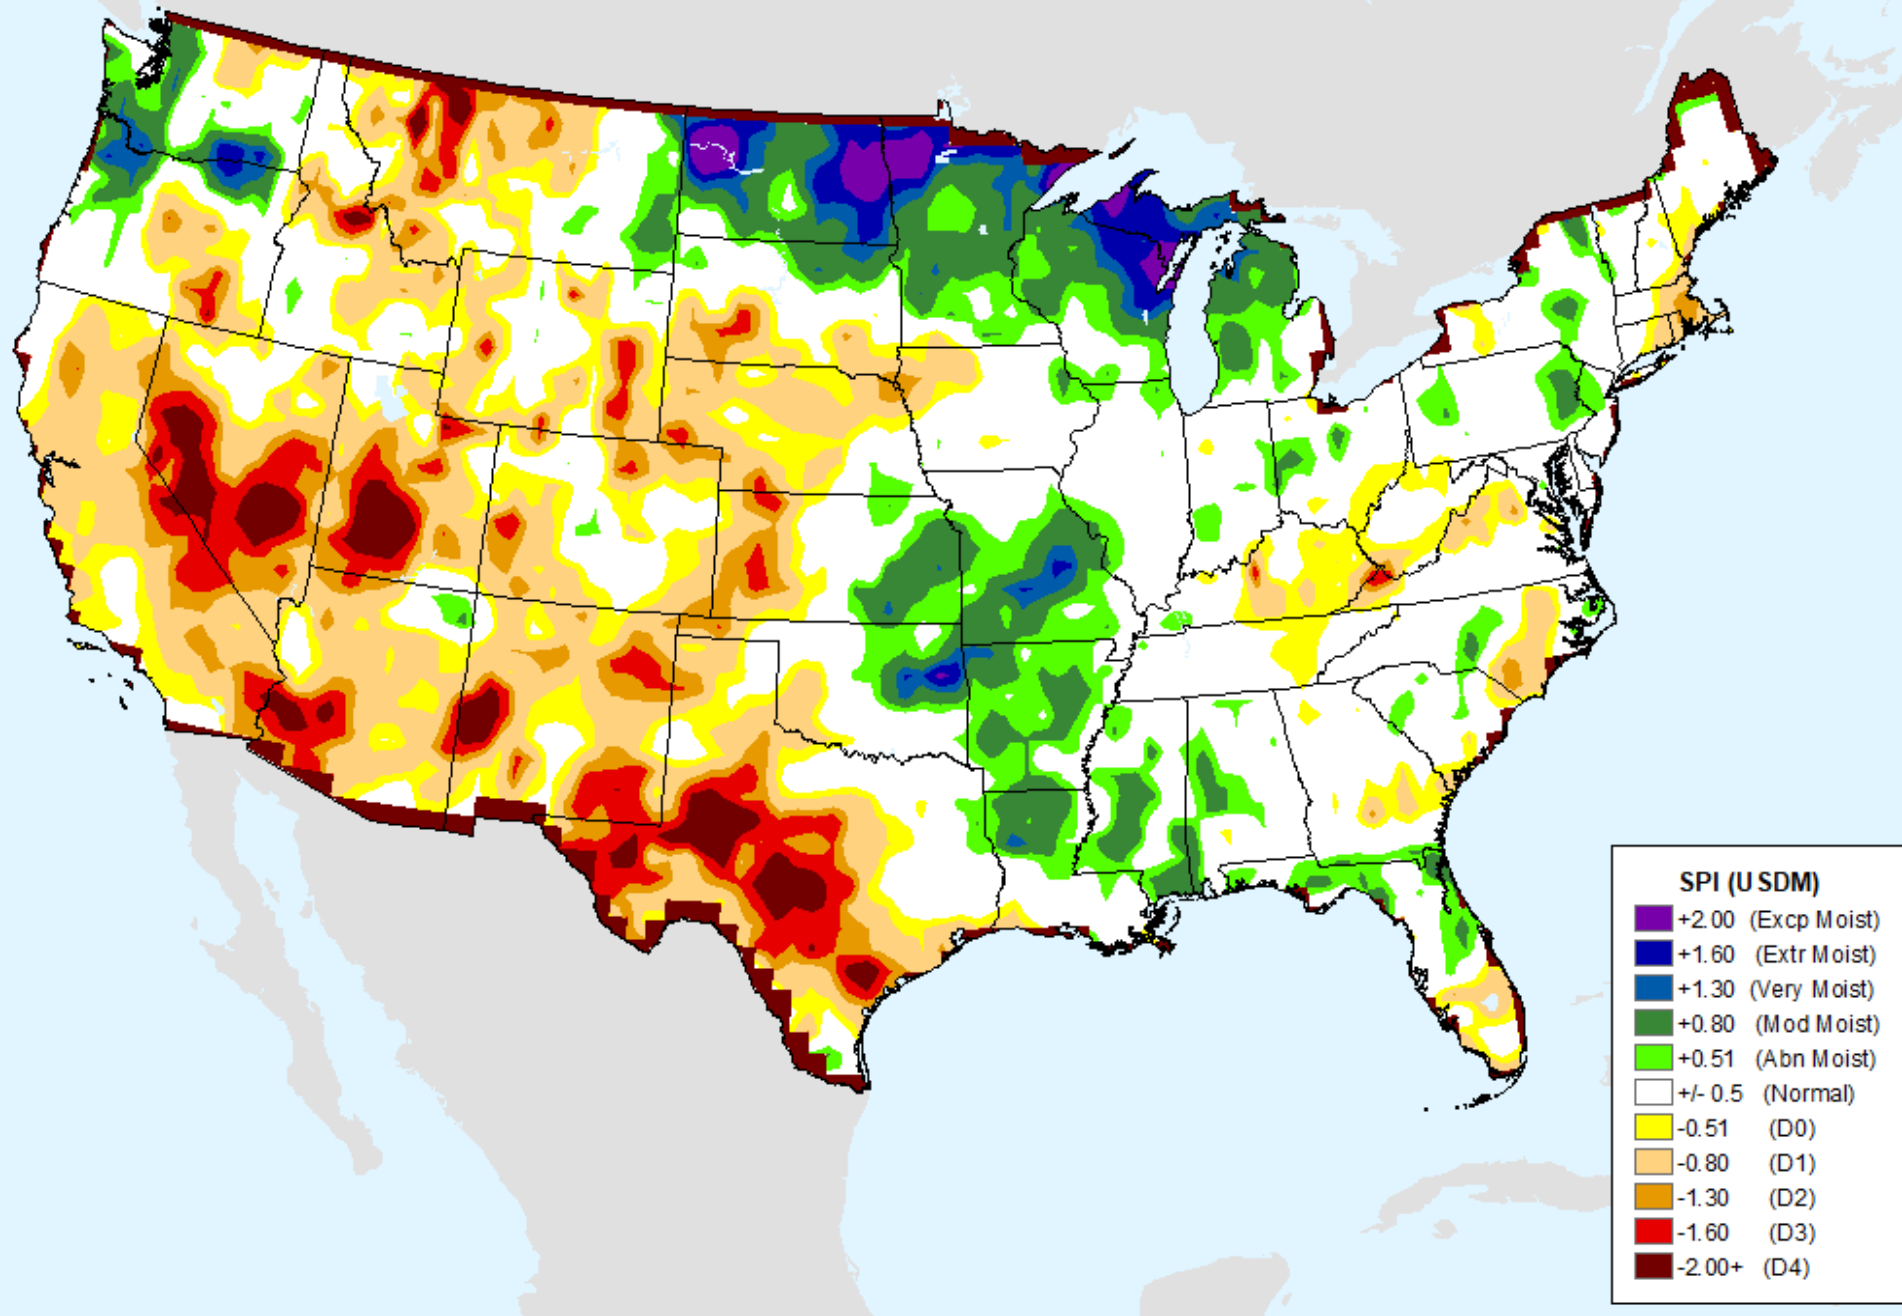 SPI (USDM)
+2.00 (Excp Moist)
+1.60 (Extr Moist)
+1.30 (Very Moist)
+0.80 (Mod Moist)
+0.51 (Abn Moist)
+/- 0.5 (Normal)
-0.51 (D0)
-0.80 (D1)
-1.30 (D2)
-1.60 (D3)
-2.00+ (D4)